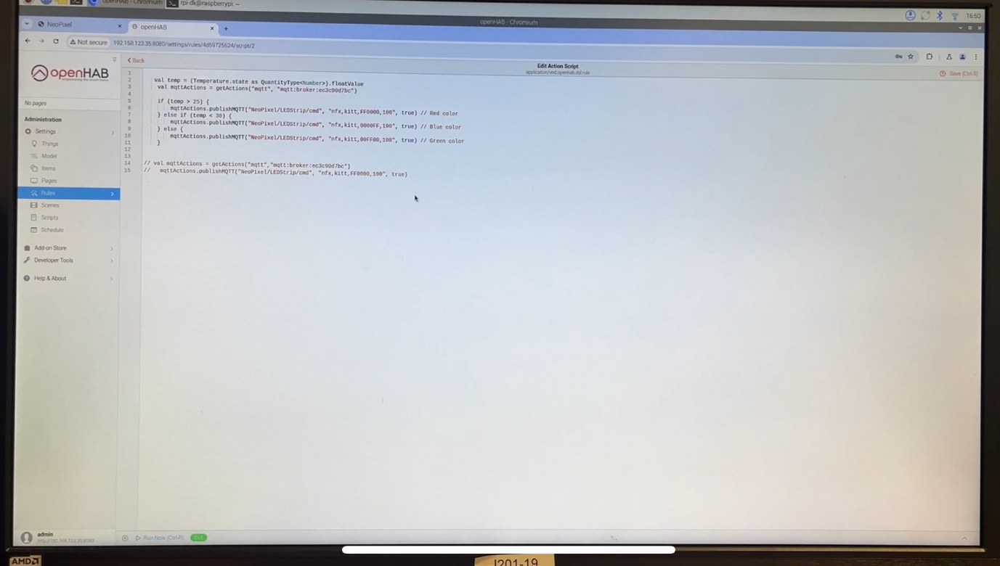 openHAB - Chromium
rpi-dk@raspberrypi: ~
16:50
NeoPixel
openHAB
openHAB - Chromium
Not secure
192.168.123.35:8080/settings/rules/4d59725624/script/2
openHAB
empowering the smart home
No pages
Administration
Settings
Things
Model
Items
Pages
Rules
Scenes
Scripts
Schedule
Add-on Store
Developer Tools
Help & About
admin
http://192.168.123.35:8080
Back
Edit Action Script
application/vnd.openhab.dsl.rule
Save (Ctrl-S)
1
2 val temp = (Temperature.state as QuantityType<Number>).floatValue
3 val mqttActions = getActions("mqtt", "mqtt:broker:ec3c90d7bc")
4
5 if (temp > 25) {
6 mqttActions.publishMQTT("NeoPixel/LEDStrip/cmd", "nfx,kitt,FF0000,100", true) // Red color
7 } else if (temp < 30) {
8 mqttActions.publishMQTT("NeoPixel/LEDStrip/cmd", "nfx,kitt,0000FF,100", true) // Blue color
9 } else {
10 mqttActions.publishMQTT("NeoPixel/LEDStrip/cmd", "nfx,kitt,00FF00,100", true) // Green color
11 }
12
13
14 // val mqttActions = getActions("mqtt","mqtt:broker:ec3c90d7bc")
15 // mqttActions.publishMQTT("NeoPixel/LEDStrip/cmd", "nfx,kitt,FF0000,100", true)
Run Now (Ctrl-R)
IDLE
AMD
J201-19